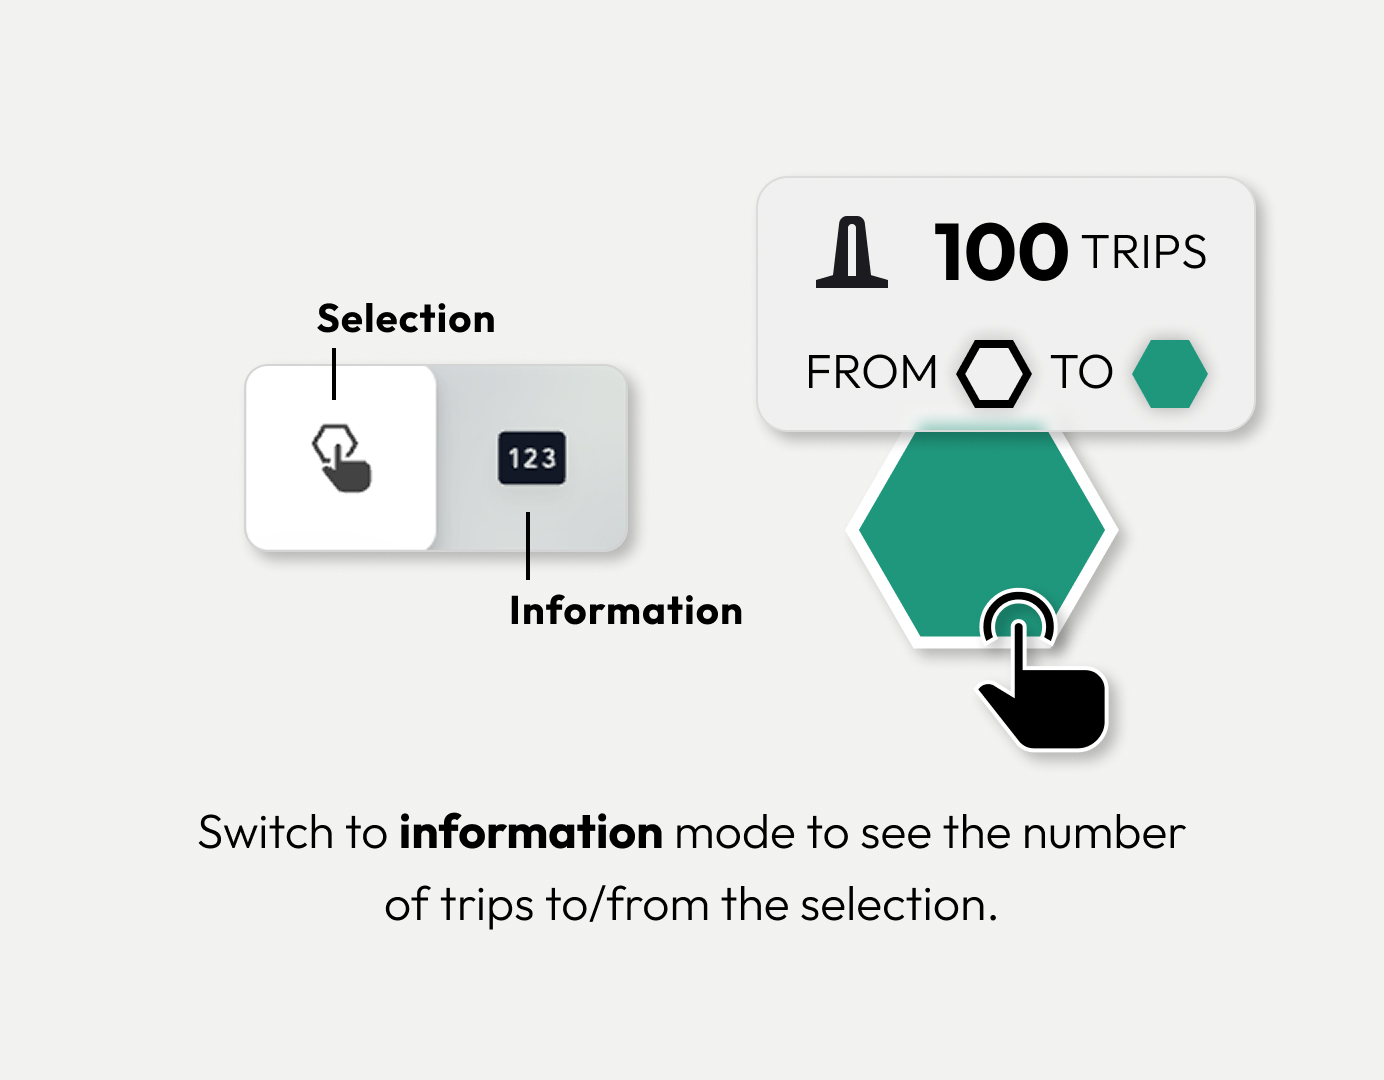 100 TRIPS
FROM TO
Selection
123
Information
Switch to information mode to see the number
of trips to/from the selection.